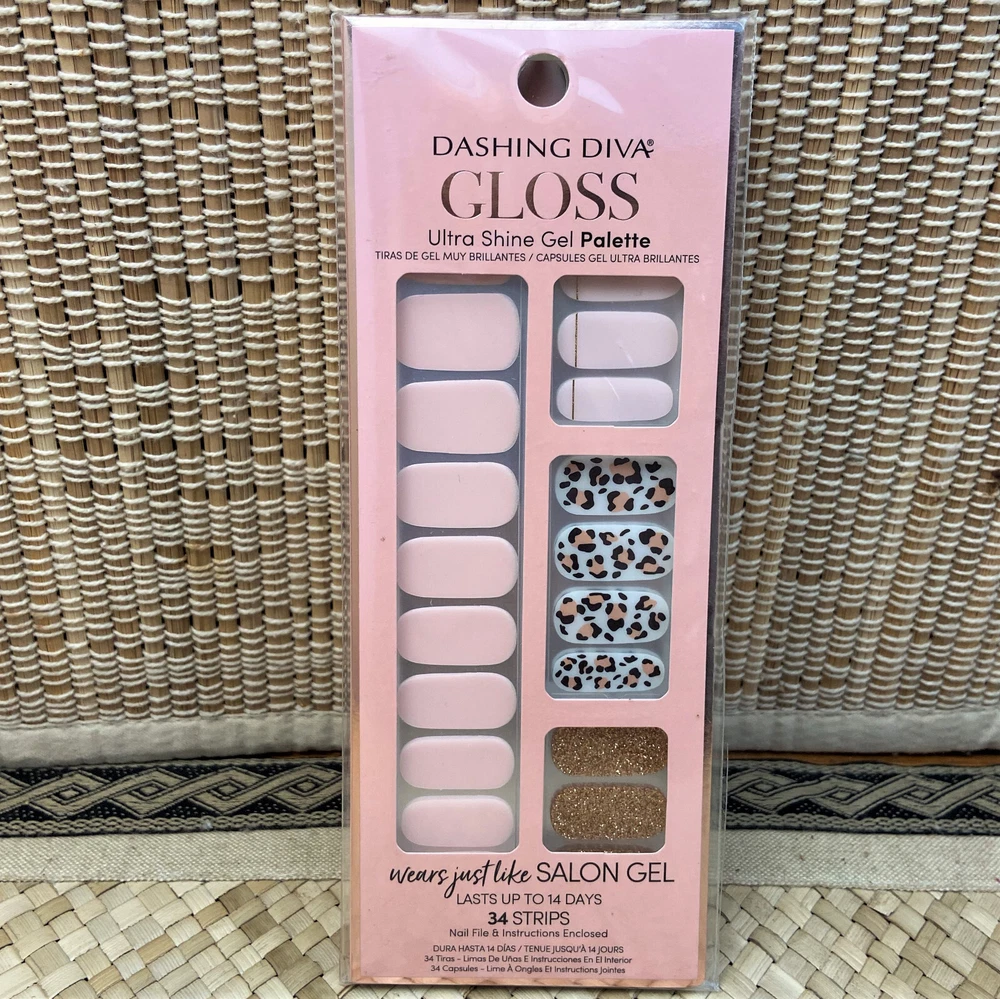 DASHING DIVA®
GLOSS
Ultra Shine Gel Palette
TIRAS DE GEL MUY BRILLANTES / CAPSULES GEL ULTRA BRILLANTES
wears just like SALON GEL
LASTS UP TO 14 DAYS
34 STRIPS
Nail File & Instructions Enclosed
DURA HASTA 14 DÍAS / TENUE JUSQU'À 14 JOURS
34 Tiras - Limas De Uñas E Instrucciones En El Interior
34 Capsules - Lime À Ongles Et Instructions Jointes